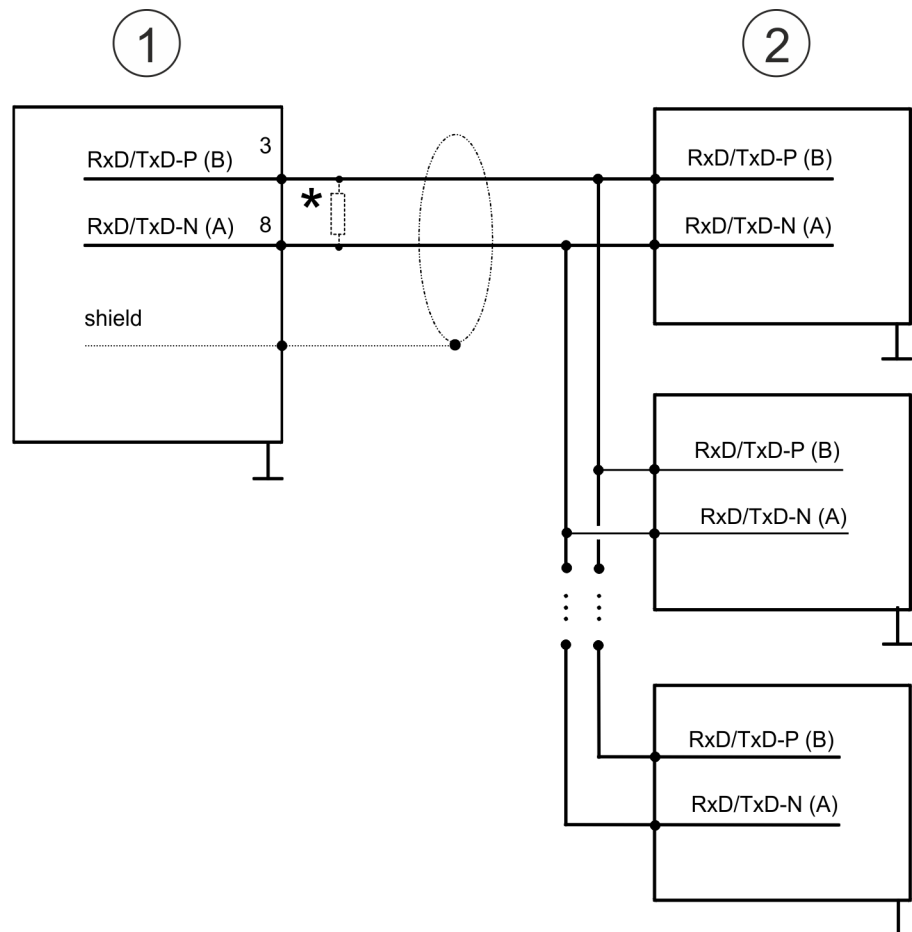 1
2
RxD/TxD-P (B)
3
RxD/TxD-N (A)
8
*
shield
RxD/TxD-P (B)
RxD/TxD-N (A)
RxD/TxD-P (B)
RxD/TxD-N (A)
RxD/TxD-P (B)
RxD/TxD-N (A)